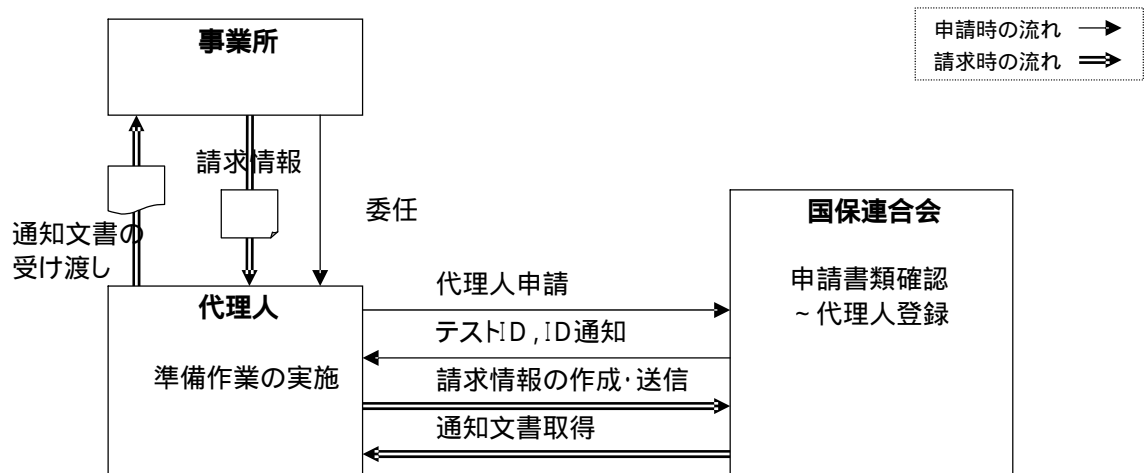 事業所
申請時の流れ
請求時の流れ
請求情報
委任
通知文書の
受け渡し
国保連合会
申請書類確認
~代理人登録
代理人
準備作業の実施
代理人申請
テストID,ID通知
請求情報の作成・送信
通知文書取得